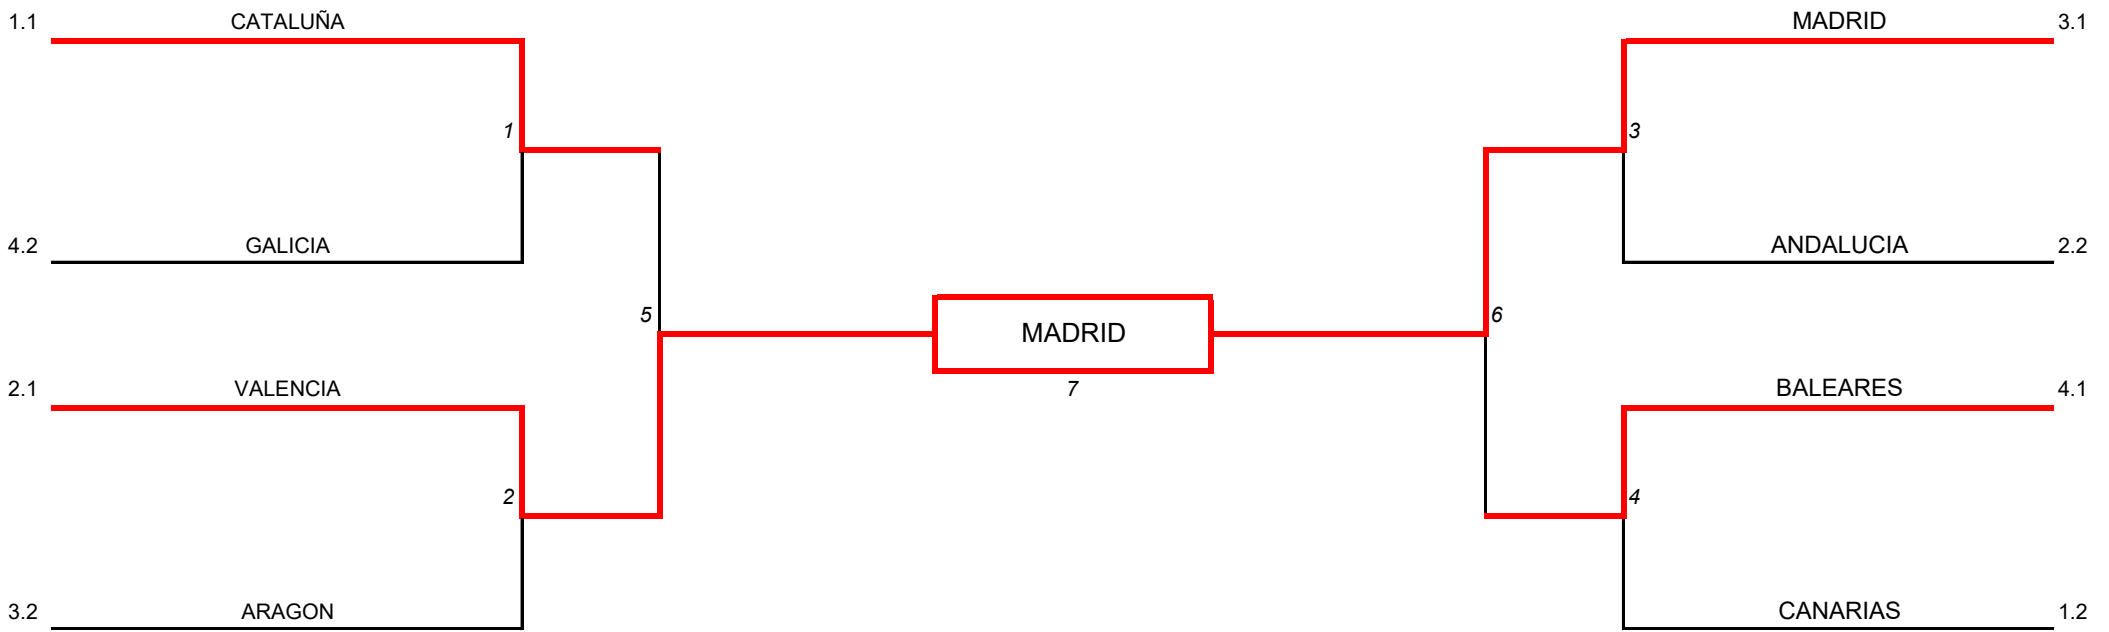 1.1 CATALUÑA MADRID 3.1
1 3
4.2 GALICIA ANDALUCIA 2.2
5 6
MADRID
2.1 VALENCIA 7 BALEARES 4.1
2 4
3.2 ARAGON CANARIAS 1.2